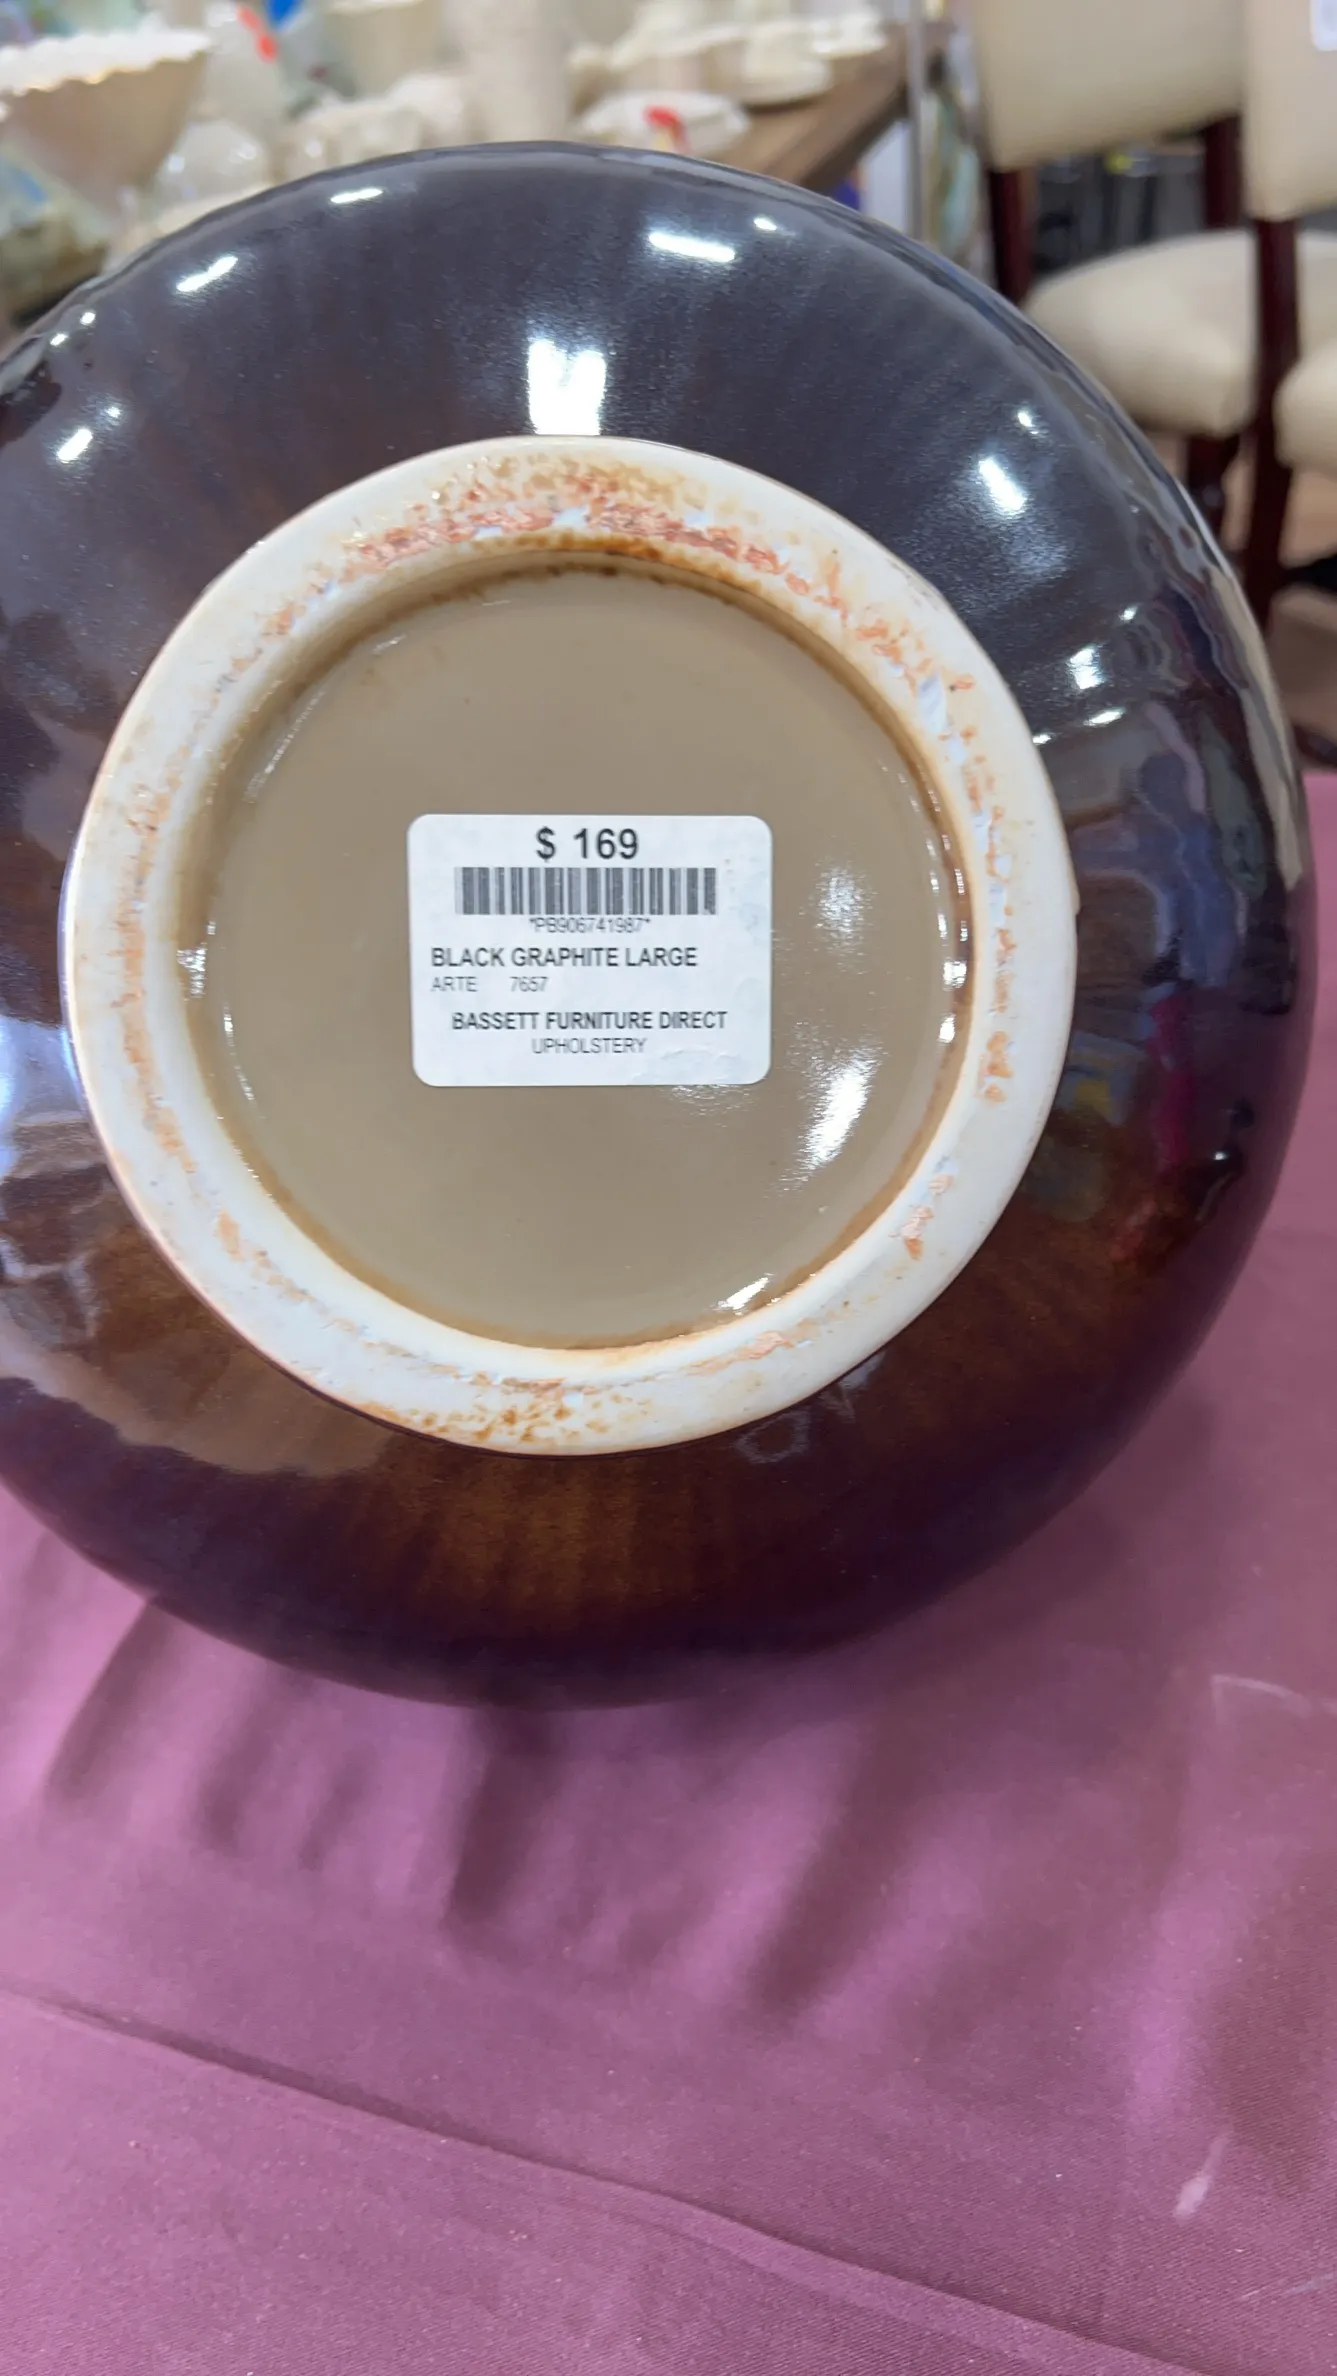 $ 169
*PB906741987*
BLACK GRAPHITE LARGE
ARTE 7657
BASSETT FURNITURE DIRECT
UPHOLSTERY